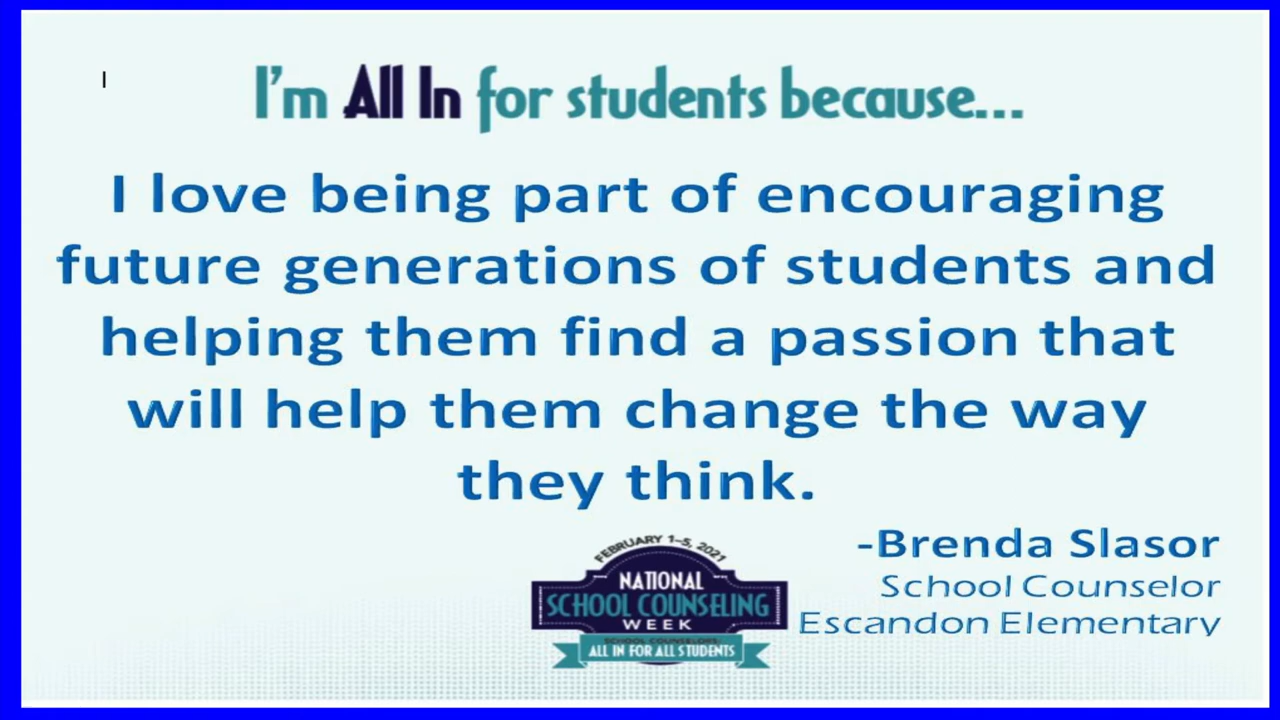 I
I'm All In for students because...
I love being part of encouraging
future generations of students and
helping them find a passion that
will help them change the way
they think.
-Brenda Slasor
School Counselor
Escandon Elementary
FEBRUARY 1–5, 2021
NATIONAL
SCHOOL COUNSELING
WEEK
SCHOOL COUNSELORS:
ALL IN FOR ALL STUDENTS